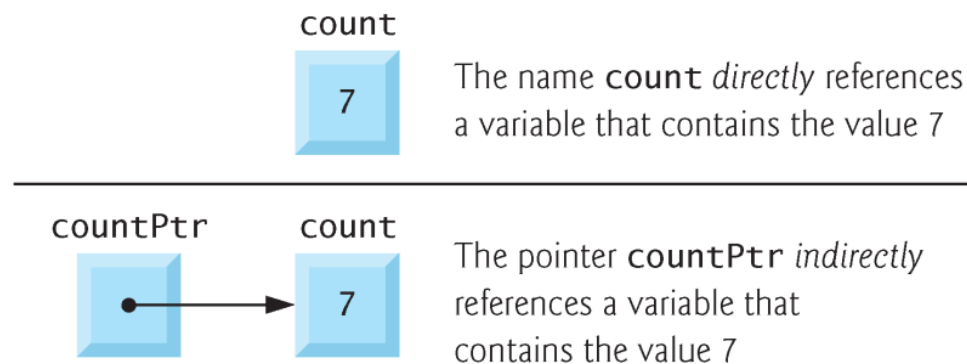 count
7
The name count directly references
a variable that contains the value 7
countPtr
count
7
The pointer countPtr indirectly
references a variable that
contains the value 7